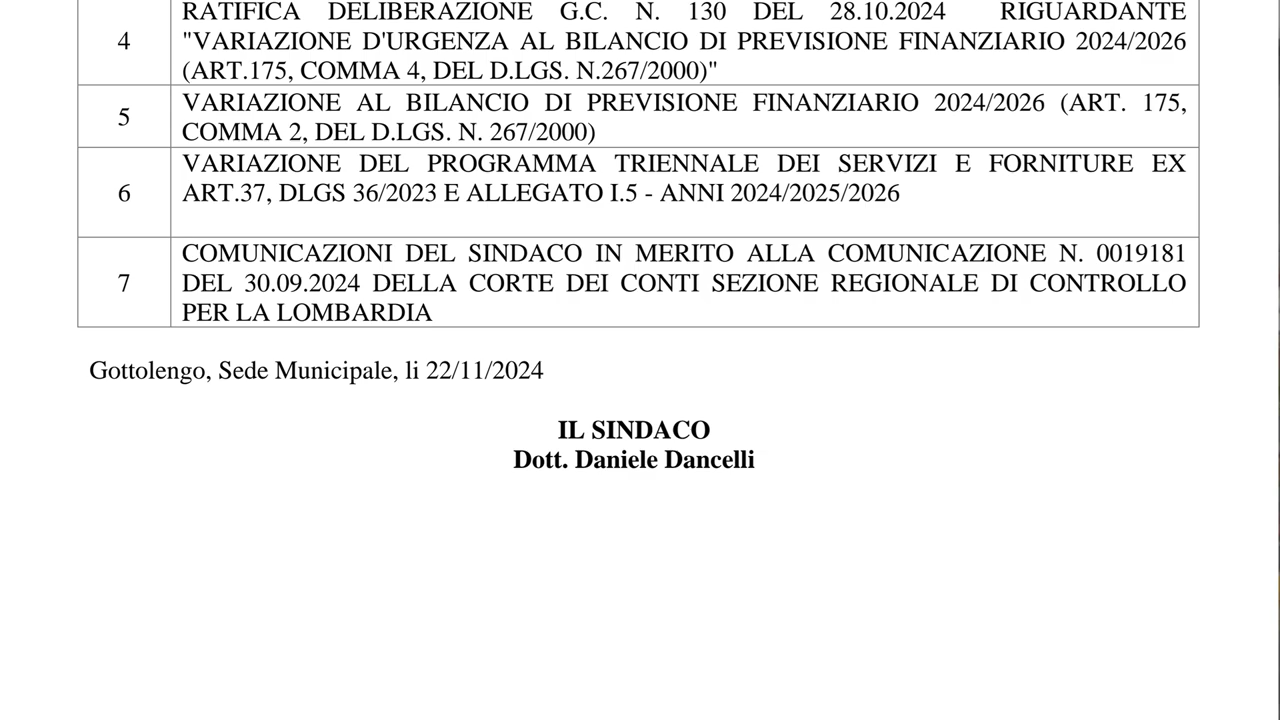 RATIFICA DELIBERAZIONE G.C. N. 130 DEL 28.10.2024 RIGUARDANTE
4
"VARIAZIONE D'URGENZA AL BILANCIO DI PREVISIONE FINANZIARIO 2024/2026
(ART.175, COMMA 4, DEL D.LGS. N.267/2000)"
5
VARIAZIONE AL BILANCIO DI PREVISIONE FINANZIARIO 2024/2026 (ART. 175,
COMMA 2, DEL D.LGS. N. 267/2000)
6
VARIAZIONE DEL PROGRAMMA TRIENNALE DEI SERVIZI E FORNITURE EX
ART.37, DLGS 36/2023 E ALLEGATO I.5 - ANNI 2024/2025/2026
7
COMUNICAZIONI DEL SINDACO IN MERITO ALLA COMUNICAZIONE N. 0019181
DEL 30.09.2024 DELLA CORTE DEI CONTI SEZIONE REGIONALE DI CONTROLLO
PER LA LOMBARDIA
Gottolengo, Sede Municipale, li 22/11/2024
IL SINDACO
Dott. Daniele Dancelli